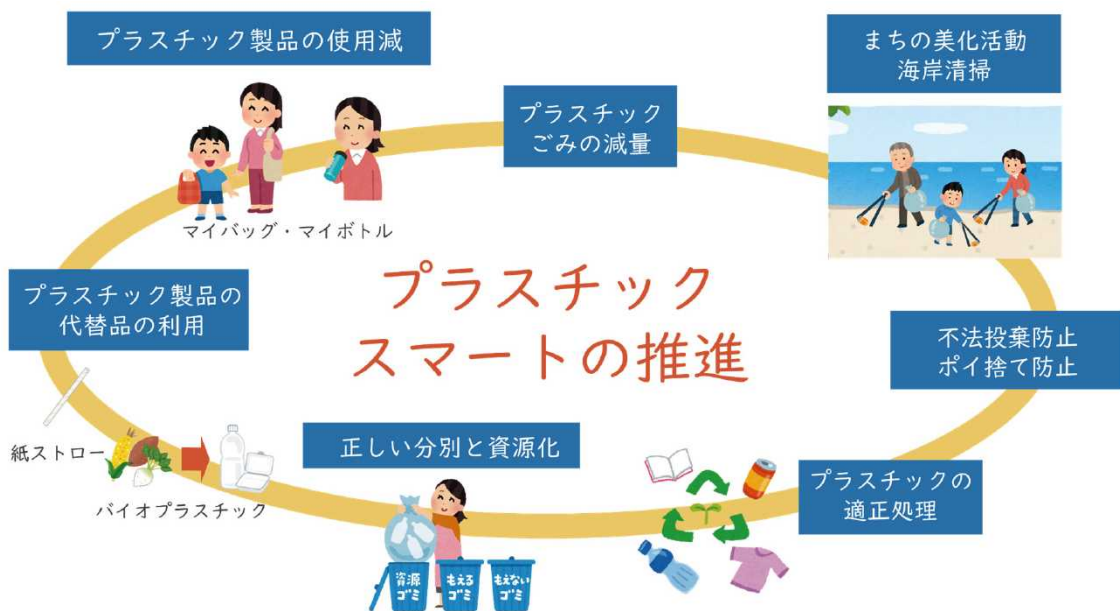 プラスチック製品の使用減
マイバッグ・マイボトル
プラスチック
ごみの減量
まちの美化活動
海岸清掃
プラスチック
スマートの推進
プラスチック製品の
代替品の利用
紙ストロー
バイオプラスチック
不法投棄防止
ポイ捨て防止
正しい分別と資源化
資源
ゴミ
もえる
ゴミ
もえない
ゴミ
プラスチックの
適正処理